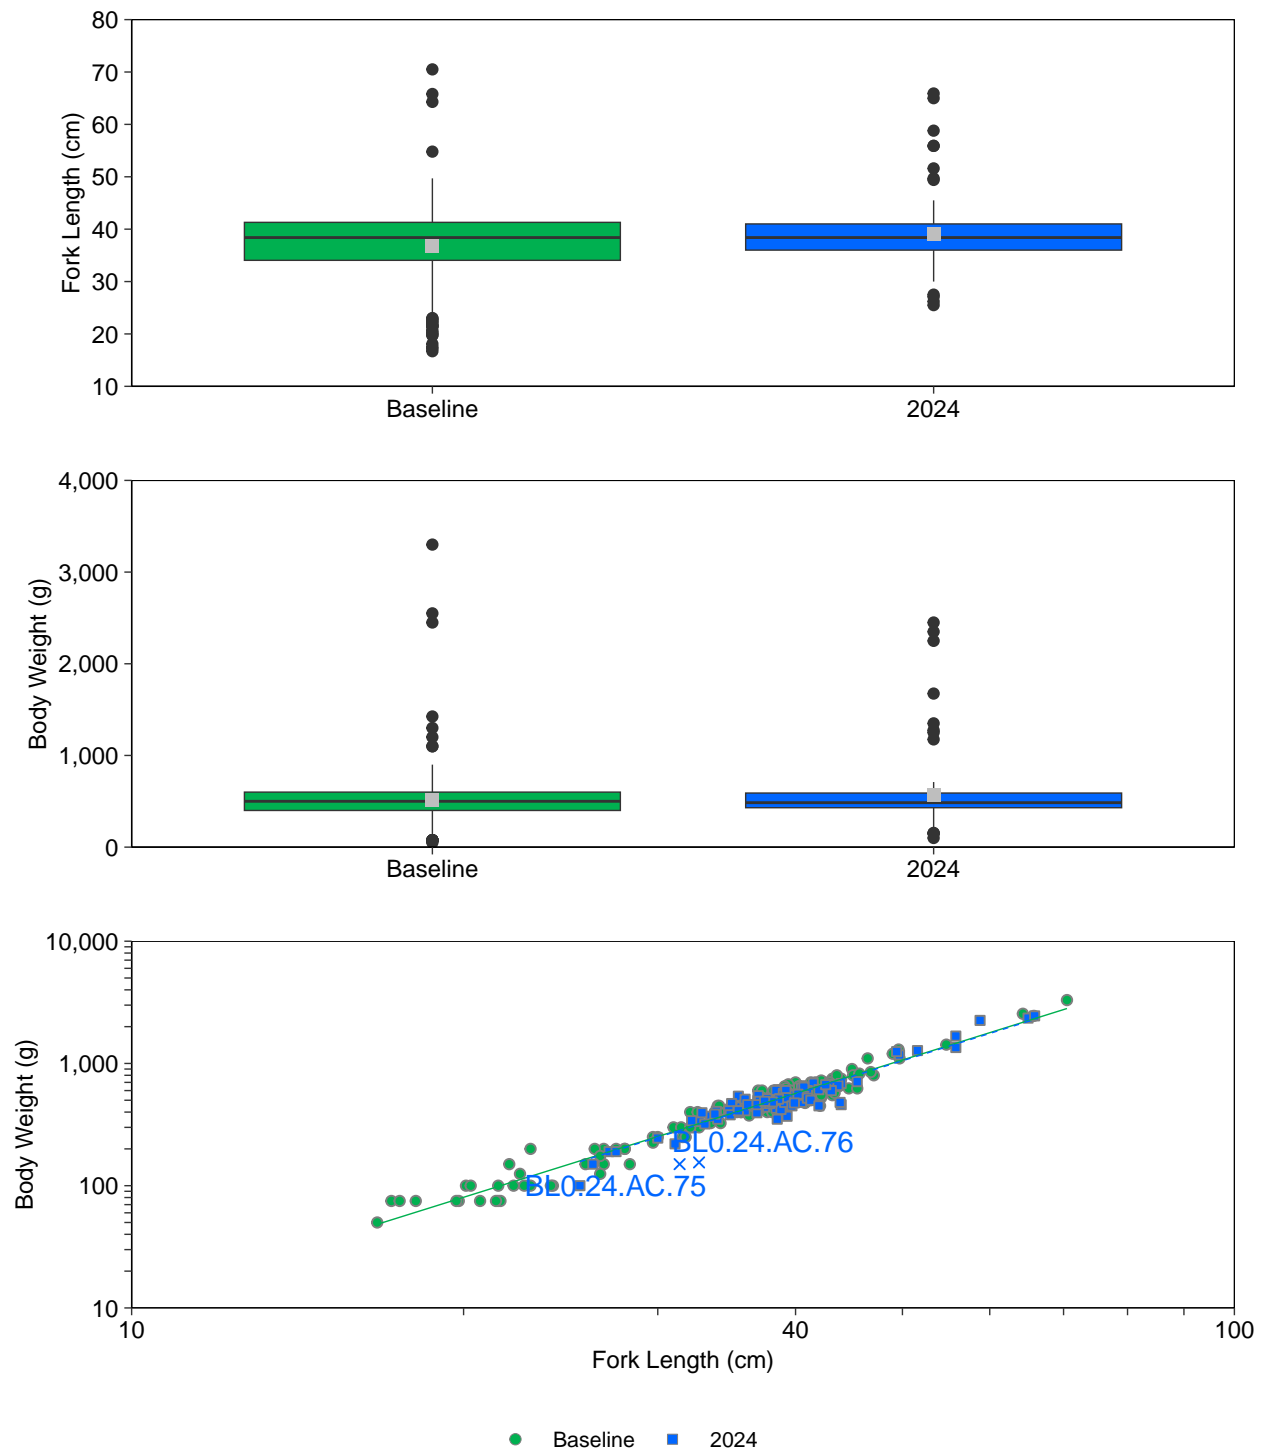 80
70
60
50
40
30
20
10
Fork Length (cm)
Baseline 2024
4,000
3,000
2,000
1,000
0
Body Weight (g)
Baseline 2024
10,000
1,000
100
10
Body Weight (g)
BL0.24.AC.76
BL0.24.AC.75
10 40 100
Fork Length (cm)
Baseline 2024